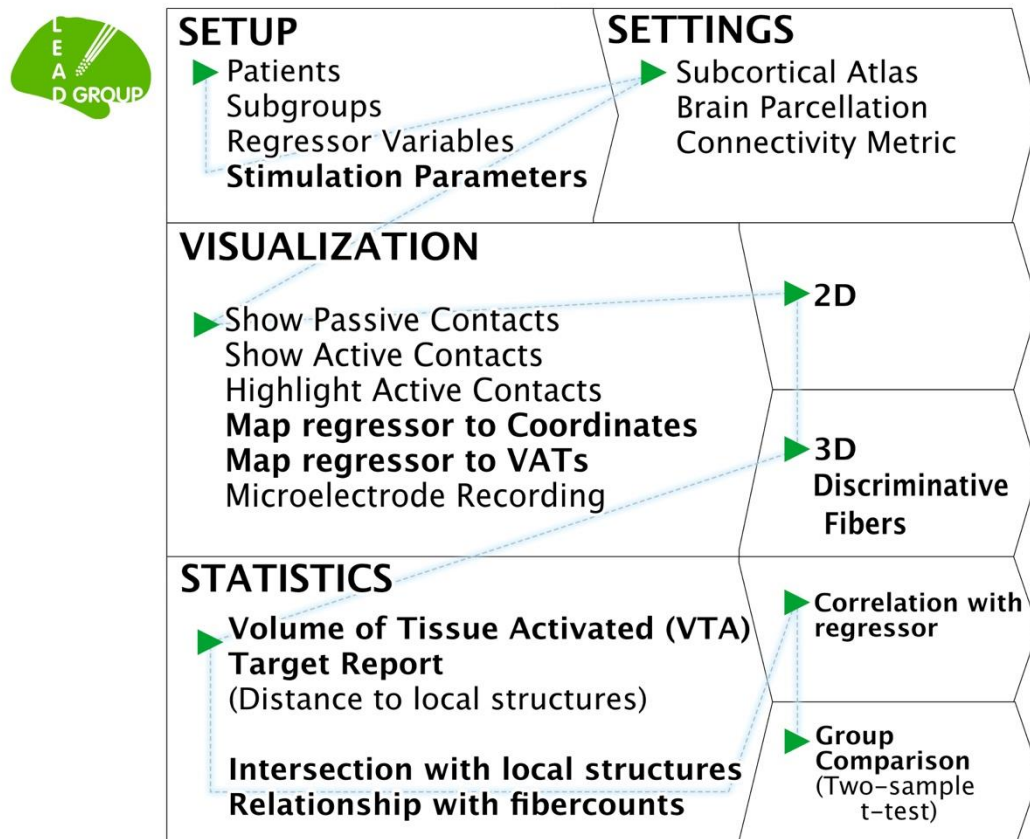 LEAD GROUP
SETUP
Patients
Subgroups
Regressor Variables
Stimulation Parameters
SETTINGS
Subcortical Atlas
Brain Parcellation
Connectivity Metric
VISUALIZATION
Show Passive Contacts
Show Active Contacts
Highlight Active Contacts
Map regressor to Coordinates
Map regressor to VATs
Microelectrode Recording
2D
3D
Discriminative
Fibers
STATISTICS
Volume of Tissue Activated (VTA)
Target Report
(Distance to local structures)
Intersection with local structures
Relationship with fibercounts
Correlation with
regressor
Group
Comparison
(Two-sample
t-test)